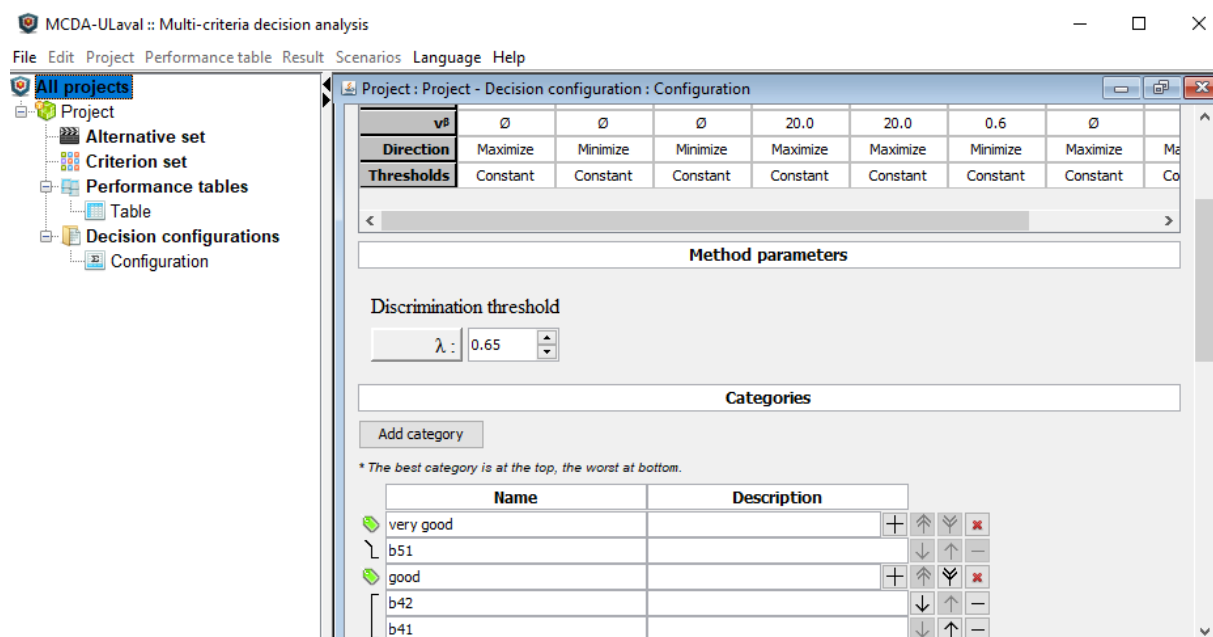 MCDA-ULaval :: Multi-criteria decision analysis
File Edit Project Performance table Result Scenarios Language Help
All projects
Project
Alternative set
Criterion set
Performance tables
Table
Decision configurations
Configuration
Project : Project - Decision configuration : Configuration
vβ Ø Ø Ø 20.0 20.0 0.6 Ø
Direction Maximize Minimize Minimize Maximize Maximize Minimize Maximize Ma
Thresholds Constant Constant Constant Constant Constant Constant Constant Co
Method parameters
Discrimination threshold
λ : 0.65
Categories
Add category
* The best category is at the top, the worst at bottom.
Name Description
very good
b51
good
b42
b41